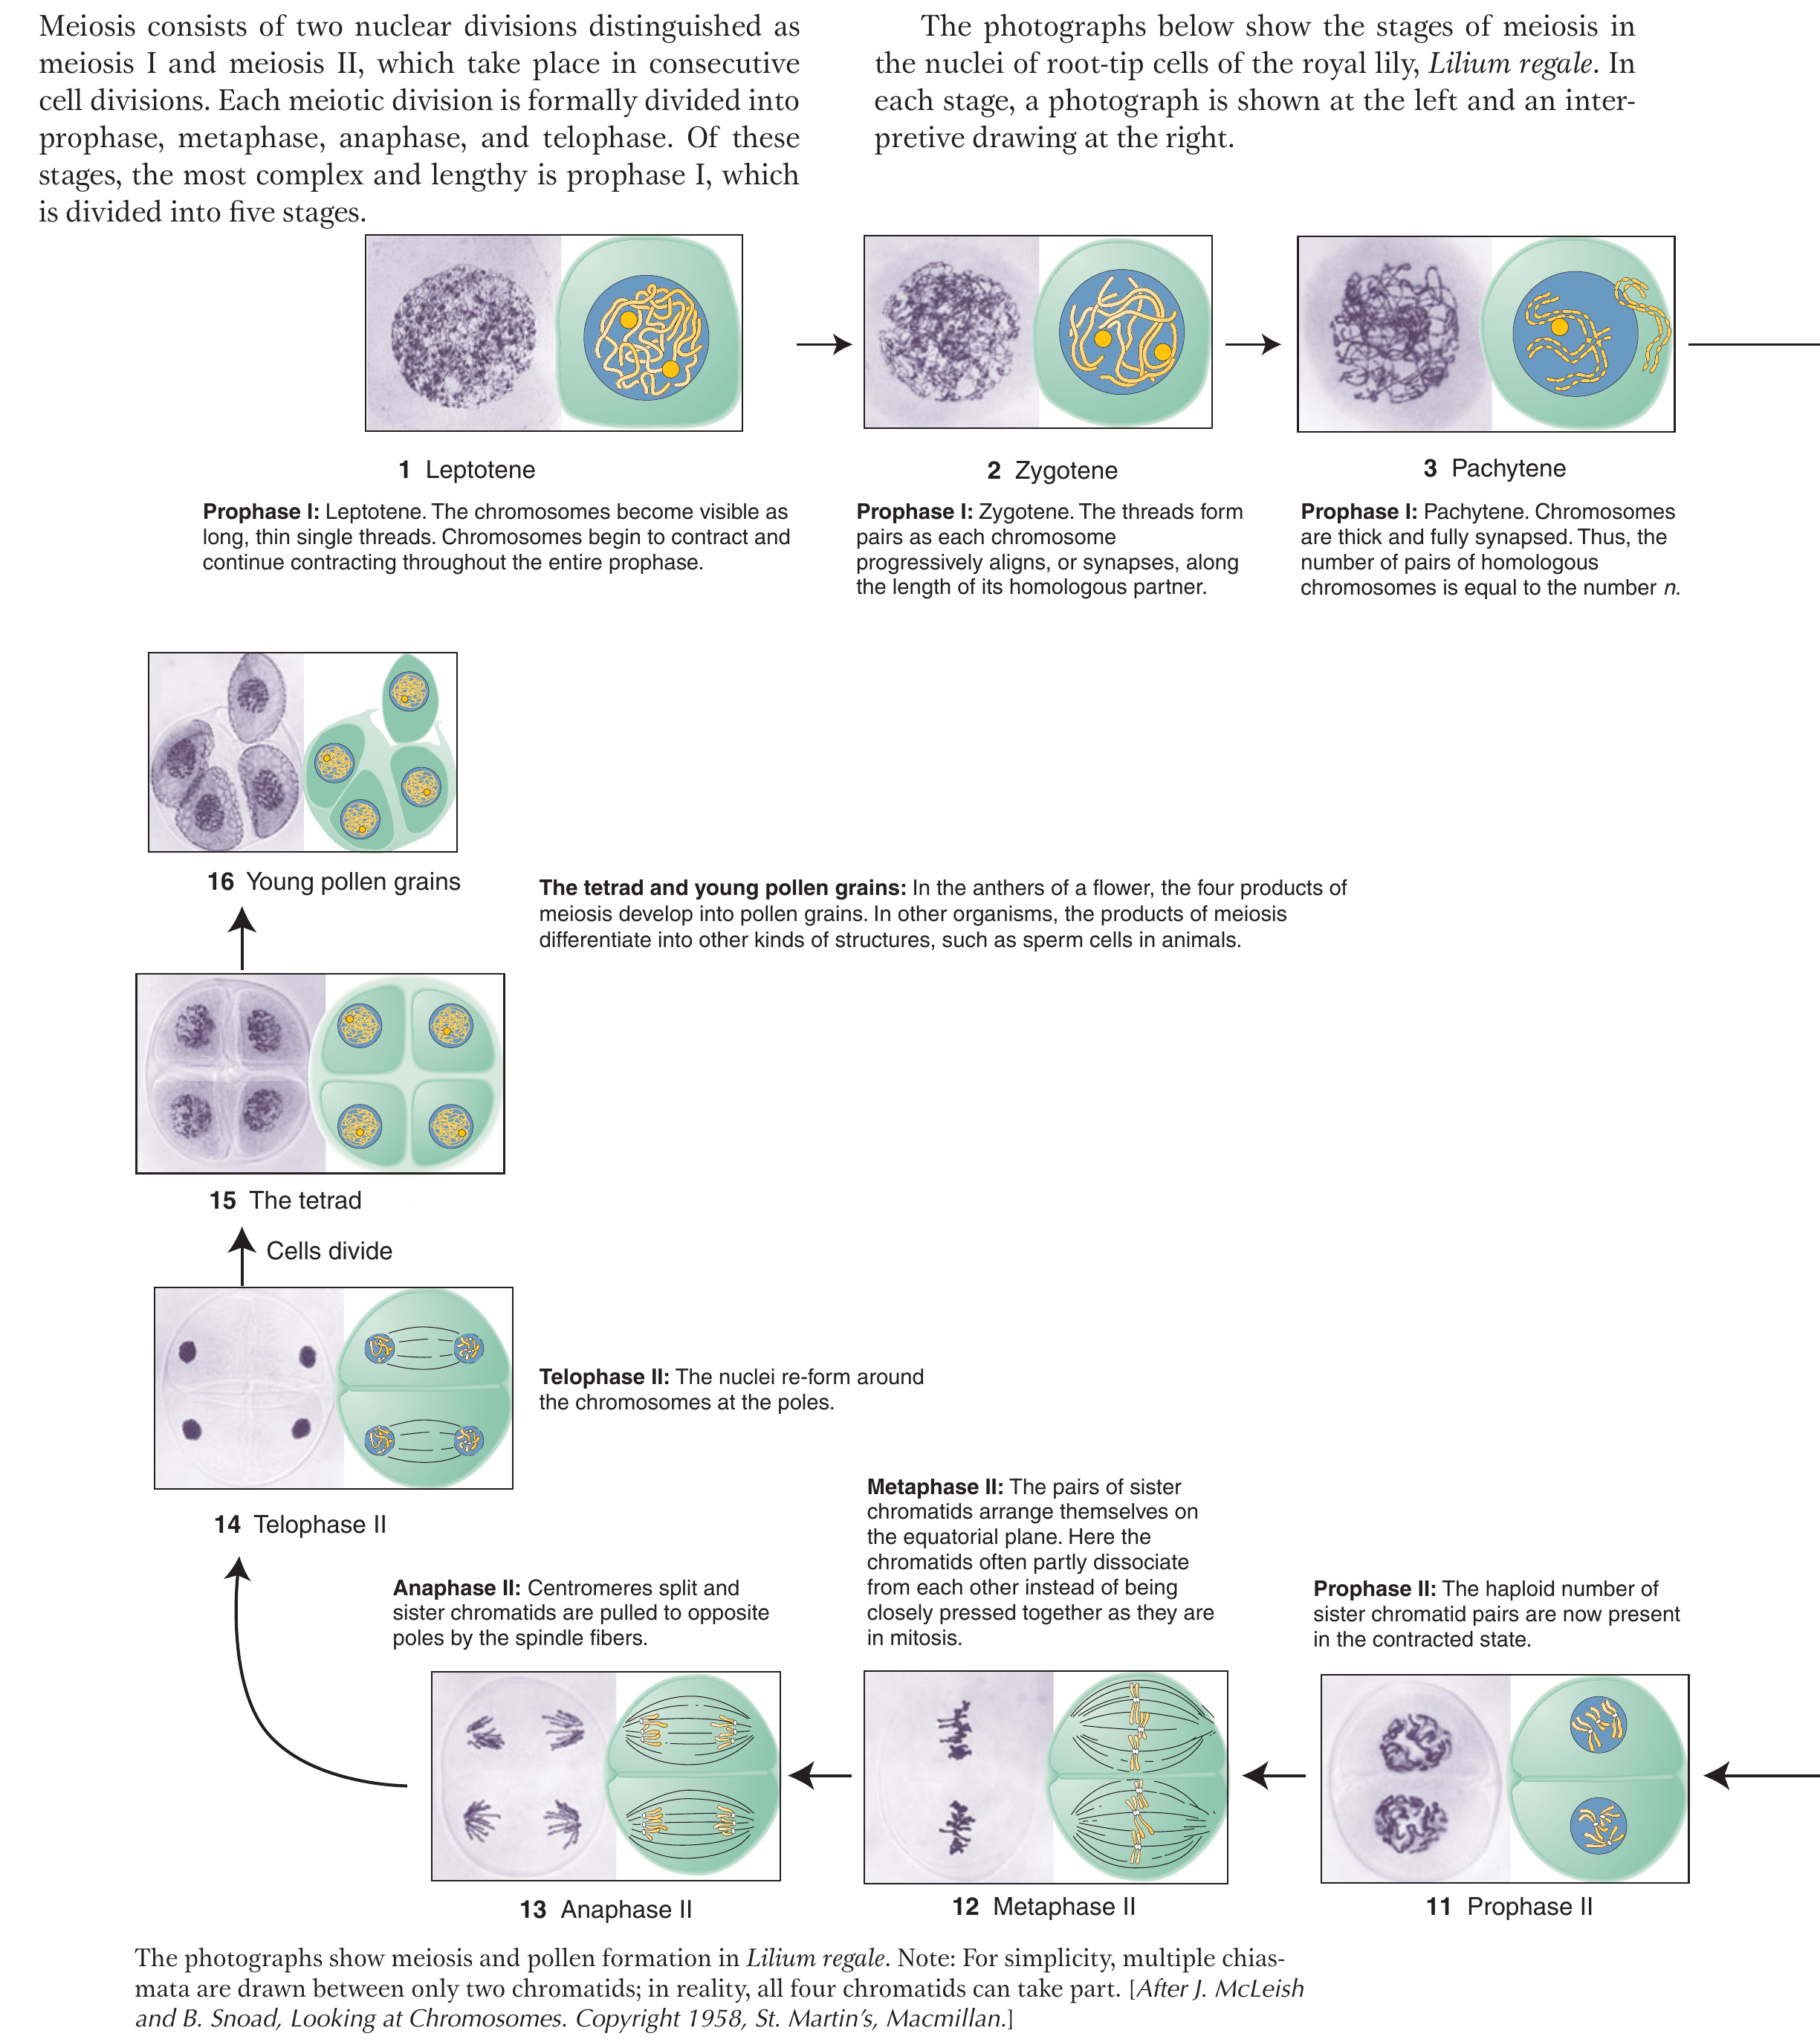 Meiosis consists of two nuclear divisions distinguished as
meiosis I and meiosis II, which take place in consecutive
cell divisions. Each meiotic division is formally divided into
prophase, metaphase, anaphase, and telophase. Of these
stages, the most complex and lengthy is prophase I, which
is divided into five stages.
The photographs below show the stages of meiosis in
the nuclei of root-tip cells of the royal lily, Lilium regale. In
each stage, a photograph is shown at the left and an inter-
pretive drawing at the right.
1 Leptotene
Prophase I: Leptotene. The chromosomes become visible as
long, thin single threads. Chromosomes begin to contract and
continue contracting throughout the entire prophase.
2 Zygotene
Prophase I: Zygotene. The threads form
pairs as each chromosome
progressively aligns, or synapses, along
the length of its homologous partner.
3 Pachytene
Prophase I: Pachytene. Chromosomes
are thick and fully synapsed. Thus, the
number of pairs of homologous
chromosomes is equal to the number n.
16 Young pollen grains
The tetrad and young pollen grains: In the anthers of a flower, the four products of
meiosis develop into pollen grains. In other organisms, the products of meiosis
differentiate into other kinds of structures, such as sperm cells in animals.
15 The tetrad
Cells divide
Telophase II: The nuclei re-form around
the chromosomes at the poles.
14 Telophase II
Anaphase II: Centromeres split and
sister chromatids are pulled to opposite
poles by the spindle fibers.
Metaphase II: The pairs of sister
chromatids arrange themselves on
the equatorial plane. Here the
chromatids often partly dissociate
from each other instead of being
closely pressed together as they are
in mitosis.
Prophase II: The haploid number of
sister chromatid pairs are now present
in the contracted state.
13 Anaphase II
12 Metaphase II
11 Prophase II
The photographs show meiosis and pollen formation in Lilium regale. Note: For simplicity, multiple chias-
mata are drawn between only two chromatids; in reality, all four chromatids can take part. [After J. McLeish
and B. Snoad, Looking at Chromosomes. Copyright 1958, St. Martin's, Macmillan.]